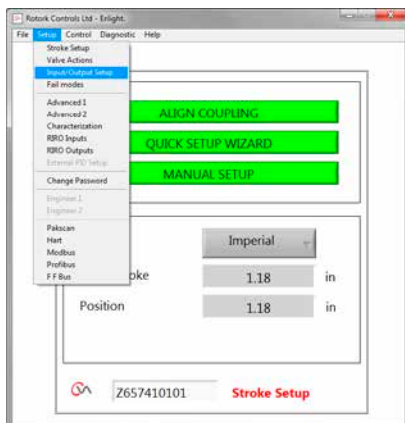 Rotork Controls Ltd - Enlight.
File Setup Control Diagnostic Help
Stroke Setup
Valve Actions
Input/Output Setup
Fail modes
Advanced 1
Advanced 2
Characterization
RIRO Inputs
RIRO Outputs
External PID Setup
Change Password
Engineer 1
Engineer 2
Pakscan
Hart
Modbus
Profibus
F F Bus
ALIGN COUPLING
QUICK SETUP WIZARD
MANUAL SETUP
Imperial
oke 1.18 in
Position 1.18 in
Z657410101 Stroke Setup